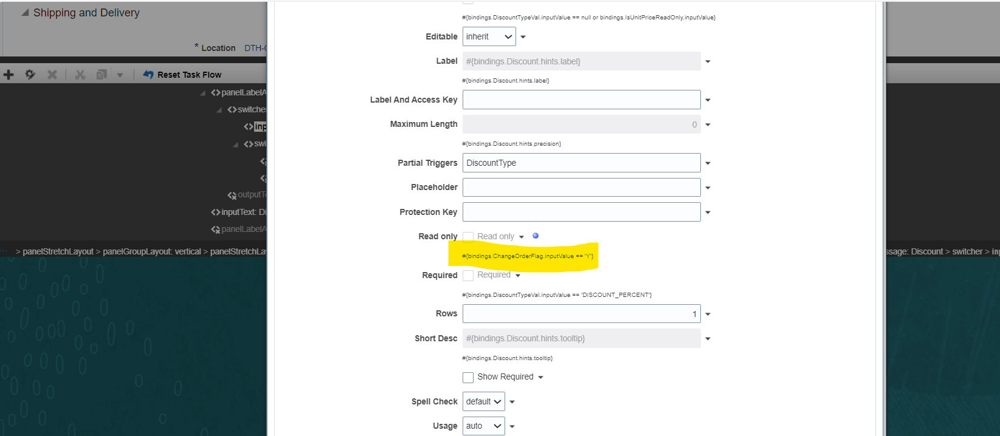 Shipping and Delivery
* Location DTH-
Reset Task Flow
panelLabelA
switcher
inp
swi
outputTe
inputText: Di
panelLabelA
> panelStretchLayout > panelGroupLayout: vertical > panelStretchLa
#{bindings.DiscountTypeVal.inputValue == null or bindings.IsUnitPriceReadOnly.inputValue}
Editable inherit
Label #{bindings.Discount.hints.label}
#{bindings.Discount.hints.label}
Label And Access Key
Maximum Length 0
#{bindings.Discount.hints.precision}
Partial Triggers DiscountType
Placeholder
Protection Key
Read only Read only
#{bindings.ChangeOrderFlag.inputValue == 'Y'}
Required Required
#{bindings.DiscountTypeVal.inputValue == 'DISCOUNT_PERCENT'}
Rows 1
Short Desc #{bindings.Discount.hints.tooltip}
#{bindings.Discount.hints.tooltip}
Show Required
Spell Check default
Usage auto
ssage: Discount > switcher > in